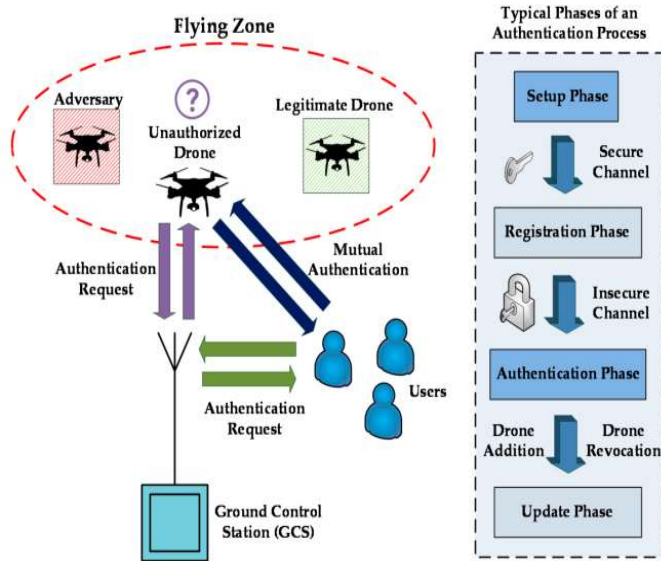 Flying Zone
Adversary
?
Unauthorized
Drone
Legitimate Drone
Authentication
Request
Mutual
Authentication
Users
Authentication
Request
Ground Control
Station (GCS)
Typical Phases of an
Authentication Process
Setup Phase
Secure
Channel
Registration Phase
Insecure
Channel
Authentication Phase
Drone
Addition
Drone
Revocation
Update Phase